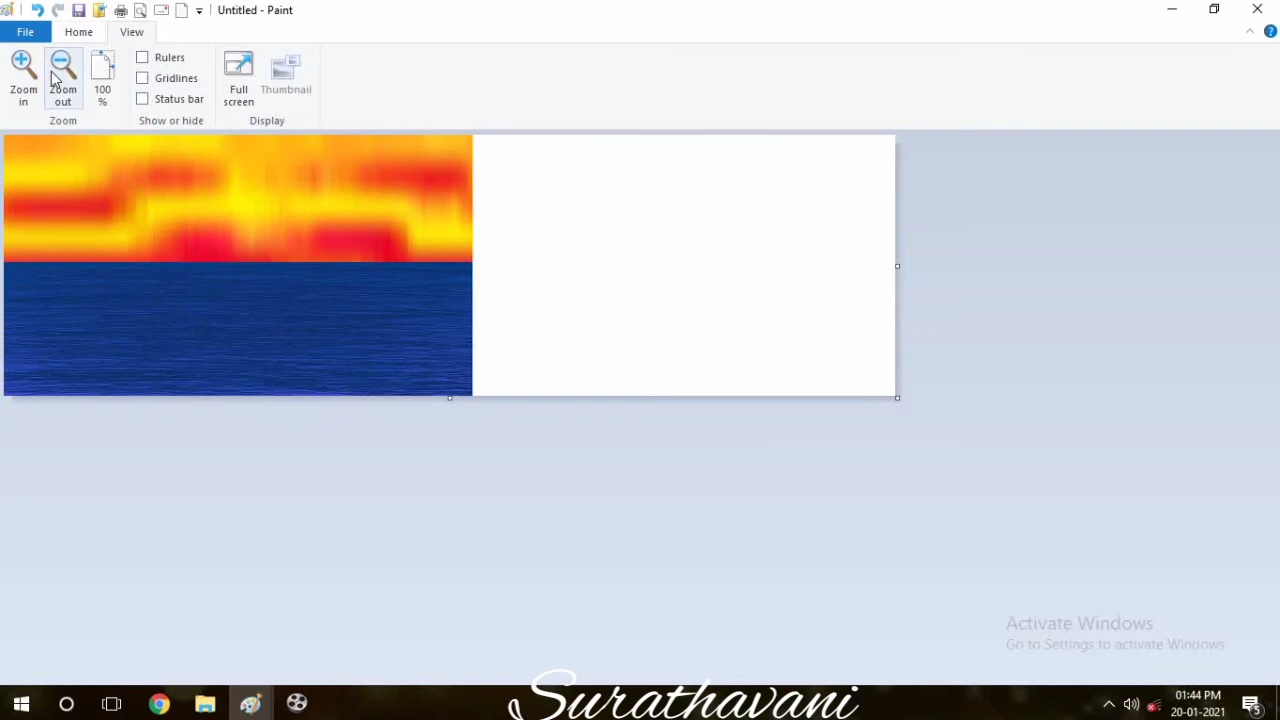 Untitled - Paint
File Home View
Zoom in
Zoom out
100 %
Rulers
Gridlines
Status bar
Full screen
Thumbnail
Zoom
Show or hide
Display
Activate Windows
Go to Settings to activate Windows
Surathavani
01:44 PM
20-01-2021
5